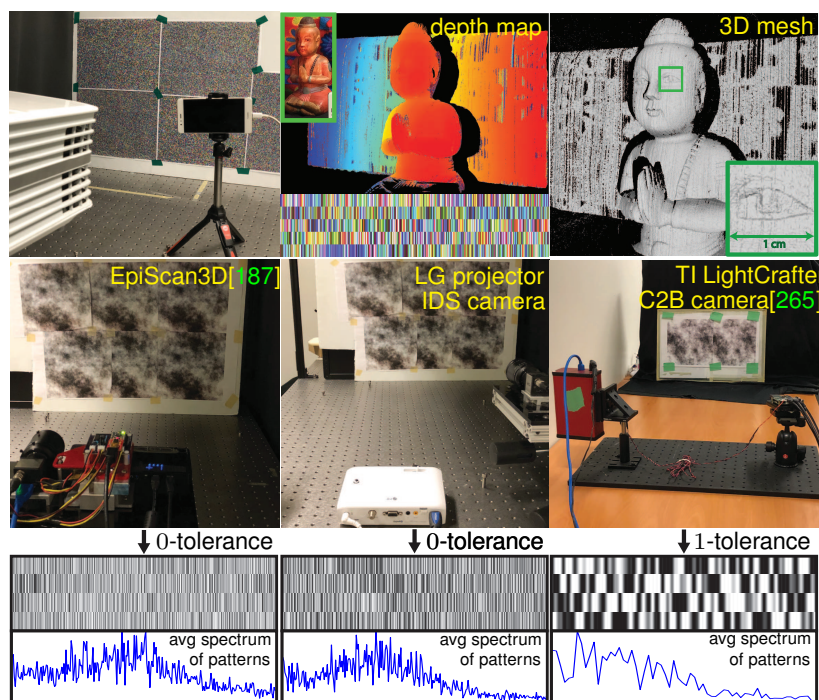 depth map
3D mesh
1 cm
EpiScan3D[187]
LG projector
IDS camera
TI LightCrafte
C2B camera[265]
0-tolerance
0-tolerance
1-tolerance
avg spectrum
of patterns
avg spectrum
of patterns
avg spectrum
of patterns